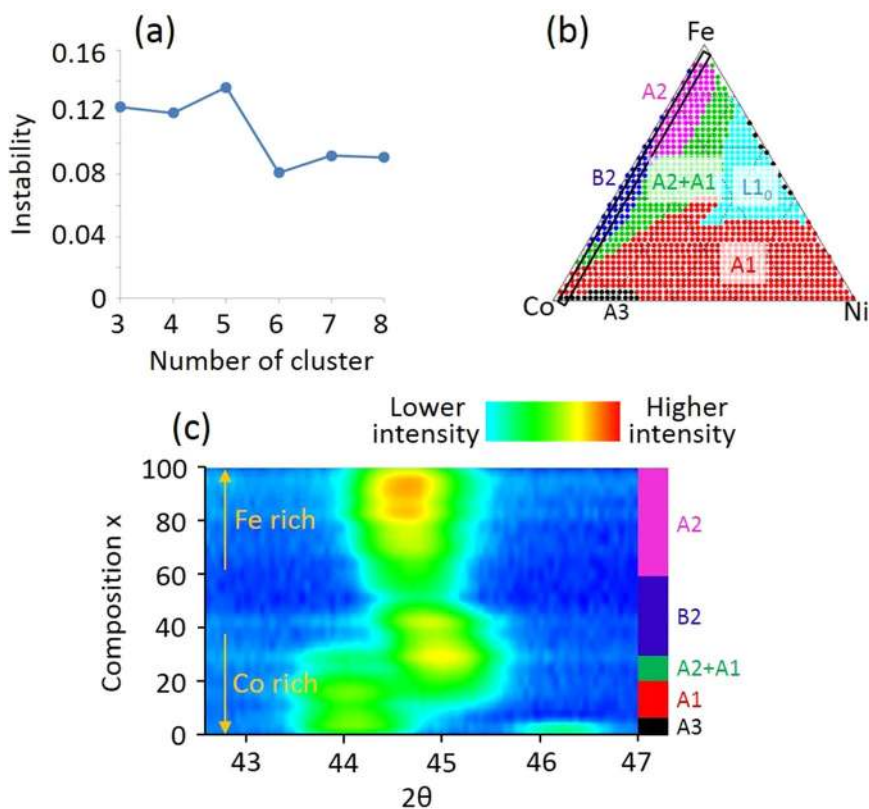 (a)
0.16
0.12
0.08
0.04
0
Instability
3 4 5 6 7 8
Number of cluster
(b)
Fe
A2
B2
A2+A1
L1₀
A1
Co
A3
Ni
(c)
Lower
intensity
Higher
intensity
100
80
60
40
20
0
Composition x
Fe rich
Co rich
A2
B2
A2+A1
A1
A3
43 44 45 46 47
2θ